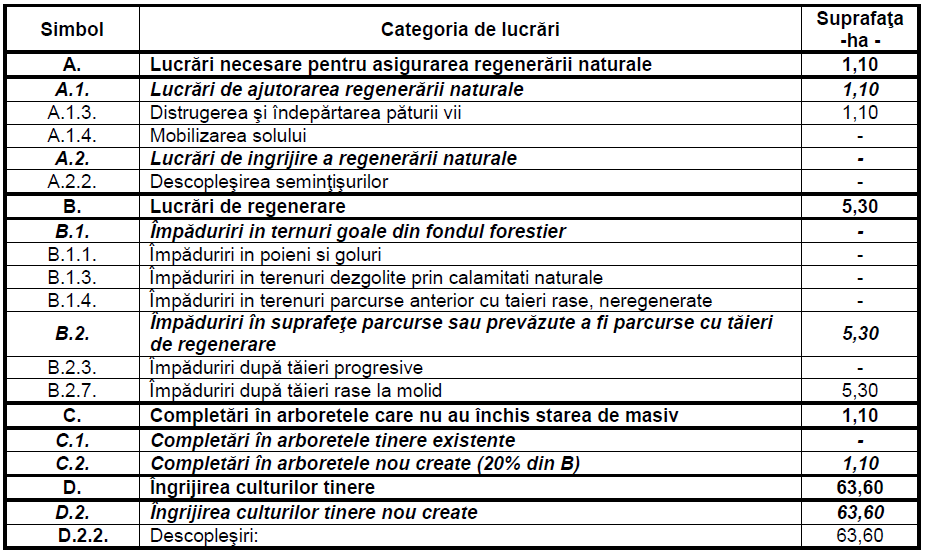 Simbol Categoria de lucrări Suprafaţa
-ha -
A. Lucrări necesare pentru asigurarea regenerării naturale 1,10
A.1. Lucrări de ajutorarea regenerării naturale 1,10
A.1.3. Distrugerea şi îndepărtarea păturii vii 1,10
A.1.4. Mobilizarea solului -
A.2. Lucrări de ingrijire a regenerării naturale -
A.2.2. Descopleşirea seminţişurilor -
B. Lucrări de regenerare 5,30
B.1. Împăduriri in ternuri goale din fondul forestier -
B.1.1. Împăduriri in poieni si goluri -
B.1.3. Împăduriri in terenuri dezgolite prin calamitati naturale -
B.1.4. Împăduriri in terenuri parcurse anterior cu taieri rase, neregenerate -
B.2. Împăduriri în suprafeţe parcurse sau prevăzute a fi parcurse cu tăieri
de regenerare 5,30
B.2.3. Împăduriri după tăieri progresive -
B.2.7. Împăduriri după tăieri rase la molid 5,30
C. Completări în arboretele care nu au închis starea de masiv 1,10
C.1. Completări în arboretele tinere existente -
C.2. Completări în arboretele nou create (20% din B) 1,10
D. Îngrijirea culturilor tinere 63,60
D.2. Îngrijirea culturilor tinere nou create 63,60
D.2.2. Descopleşiri: 63,60